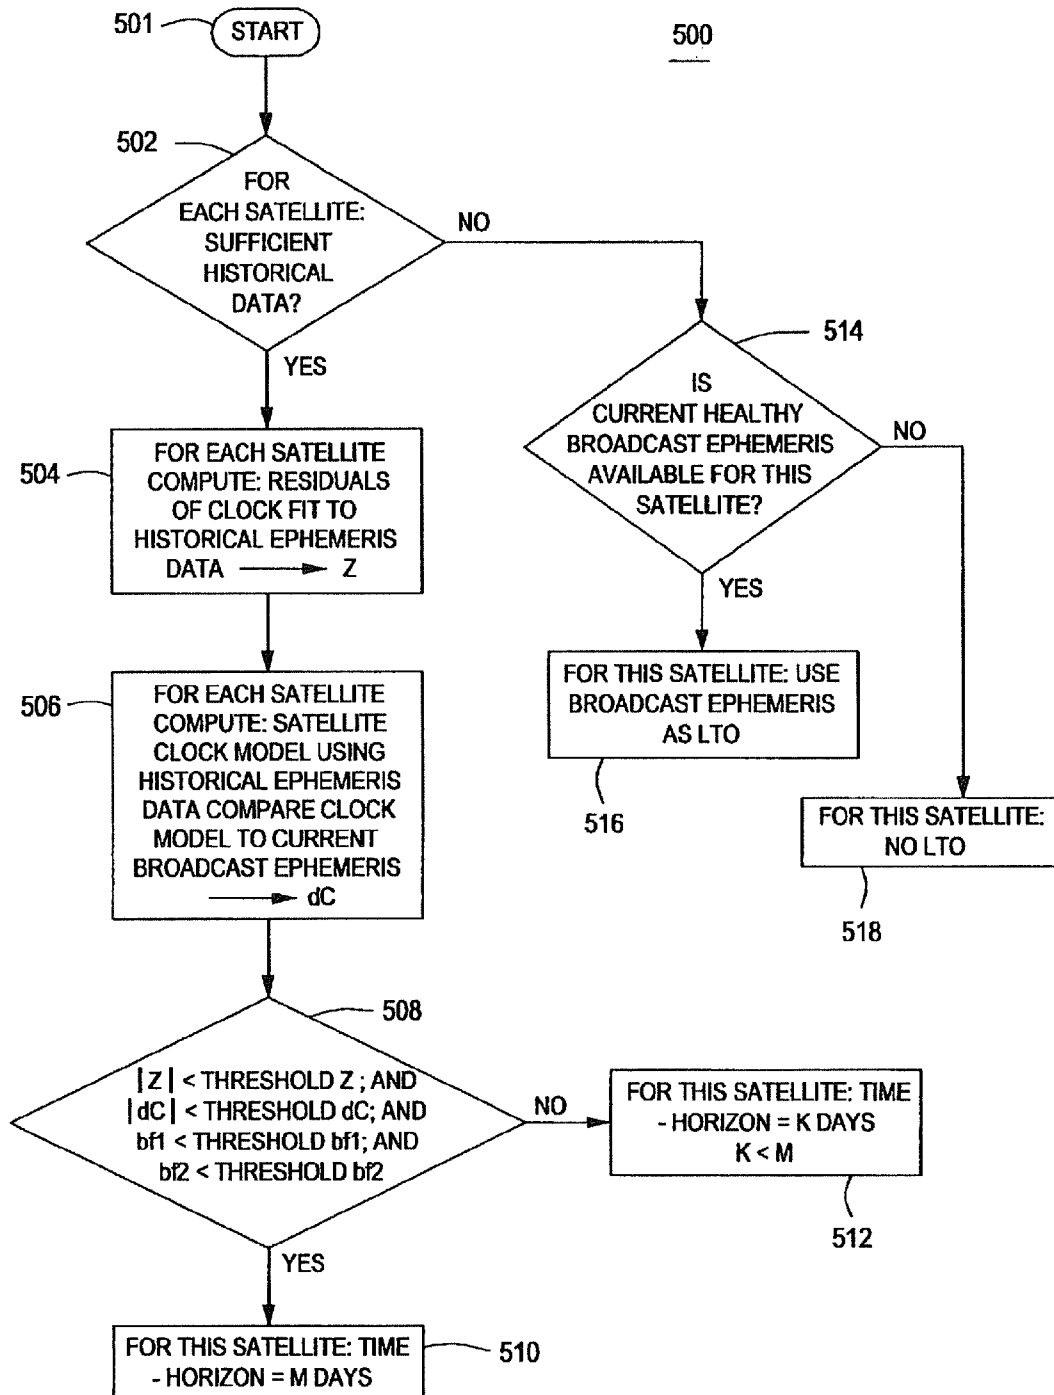 501
START
500
502
FOR
EACH SATELLITE:
SUFFICIENT
HISTORICAL
DATA?
NO
YES
514
IS
CURRENT HEALTHY
BROADCAST EPHEMERIS
AVAILABLE FOR THIS
SATELLITE?
NO
YES
504
FOR EACH SATELLITE
COMPUTE: RESIDUALS
OF CLOCK FIT TO
HISTORICAL EPHEMERIS
DATA → Z
506
FOR EACH SATELLITE
COMPUTE: SATELLITE
CLOCK MODEL USING
HISTORICAL EPHEMERIS
DATA COMPARE CLOCK
MODEL TO CURRENT
BROADCAST EPHEMERIS
→ dC
FOR THIS SATELLITE: USE
BROADCAST EPHEMERIS
AS LTO
516
FOR THIS SATELLITE:
NO LTO
518
508
|Z| < THRESHOLD Z ; AND
|dC| < THRESHOLD dC; AND
bf1 < THRESHOLD bf1; AND
bf2 < THRESHOLD bf2
NO
YES
FOR THIS SATELLITE: TIME
- HORIZON = K DAYS
K < M
512
FOR THIS SATELLITE: TIME
- HORIZON = M DAYS
510